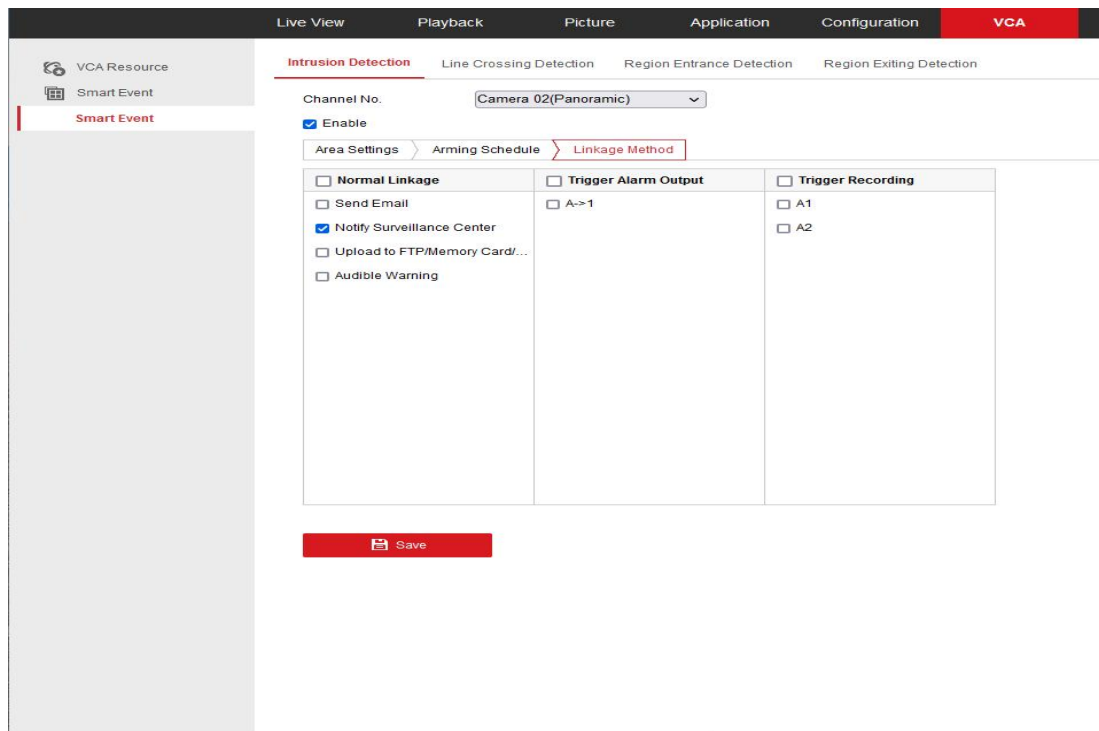 Live View Playback Picture Application Configuration VCA
VCA Resource
Smart Event
Smart Event
Intrusion Detection Line Crossing Detection Region Entrance Detection Region Exiting Detection
Channel No. Camera 02(Panoramic)
Enable
Area Settings Arming Schedule Linkage Method
Normal Linkage Trigger Alarm Output Trigger Recording
Send Email A->1 A1
Notify Surveillance Center A2
Upload to FTP/Memory Card/...
Audible Warning
Save